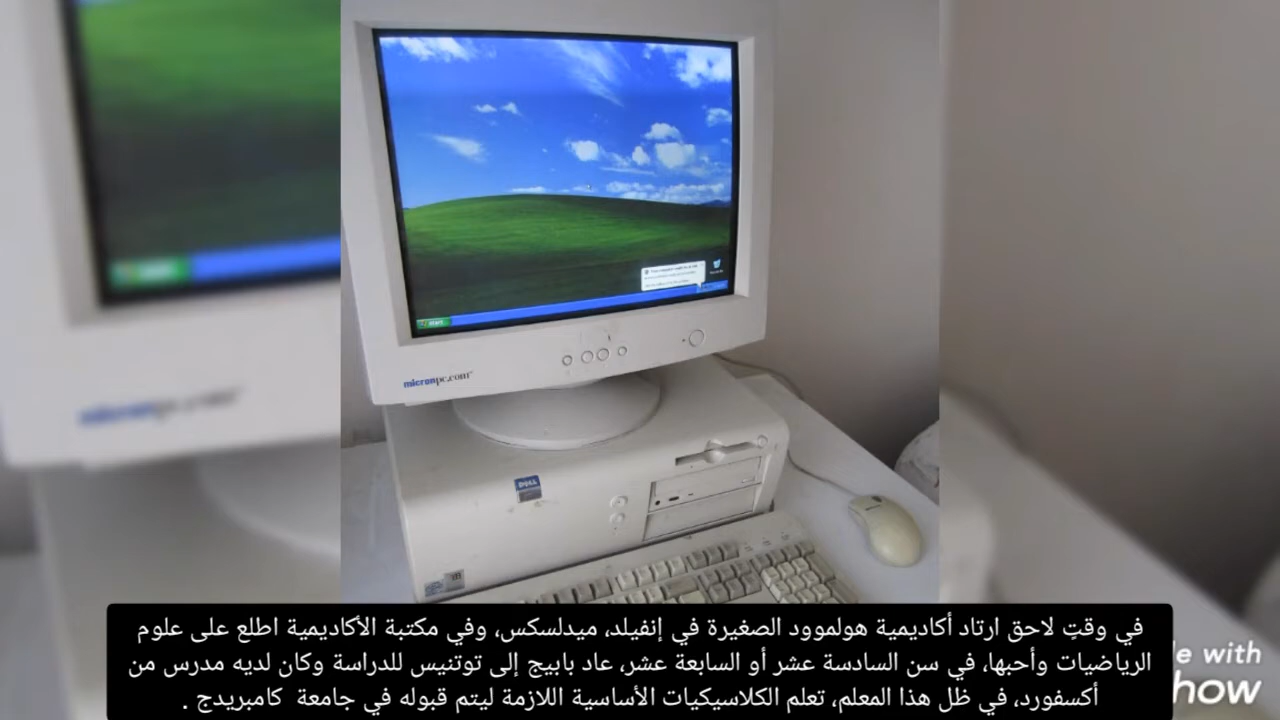 start
micronpc.com
DELL
في وقتٍ لاحق ارتاد أكاديمية هولموود الصغيرة في إنفيلد، ميدلسكس، وفي مكتبة الأكاديمية اطلع على علوم
الرياضيات وأحبها، في سن السادسة عشر أو السابعة عشر، عاد بابيج إلى توتنيس للدراسة وكان لديه مدرس من
أكسفورد، في ظل هذا المعلم، تعلم الكلاسيكيات الأساسية اللازمة ليتم قبوله في جامعة كامبريدج .
e with
how